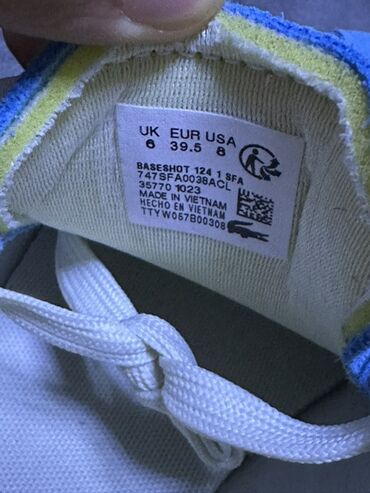 UK EUR USA
6 39.5 8
BASESHOT 124 1 SFA
747SFA0038ACL
35770 1023
MADE IN VIETNAM
HECHO EN VIETNAM
TTYW067B00308